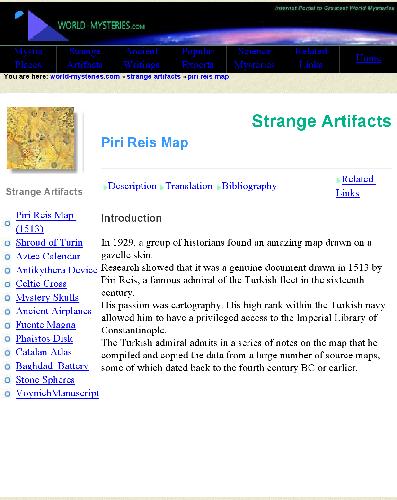 Internet Portal to Greatest World Mysteries
WORLD-MYSTERIES.COM
Mystic Places
Strange Artifacts
Ancient Writings
Popular Experts
Science Mysteries
Related Links
Home
You are here: world-mysteries.com » strange artifacts » piri reis map
Strange Artifacts
Piri Reis Map
Description Translation Bibliography
Related
Links
Strange Artifacts
Piri Reis Map
(1513)
Shroud of Turin
Aztec Calendar
Antikythera Device
Celtic Cross
Mystery Skulls
Ancient Airplanes
Fuente Magna
Phaistos Disk
Catalan Atlas
Baghdad Battery
Stone Spheres
VoynichManuscript
Introduction
In 1929, a group of historians found an amazing map drawn on a
gazelle skin.
Research showed that it was a genuine document drawn in 1513 by
Piri Reis, a famous admiral of the Turkish fleet in the sixteenth
century.
His passion was cartography. His high rank within the Turkish navy
allowed him to have a privileged access to the Imperial Library of
Constantinople.
The Turkish admiral admits in a series of notes on the map that he
compiled and copied the data from a large number of source maps,
some of which dated back to the fourth century BC or earlier.